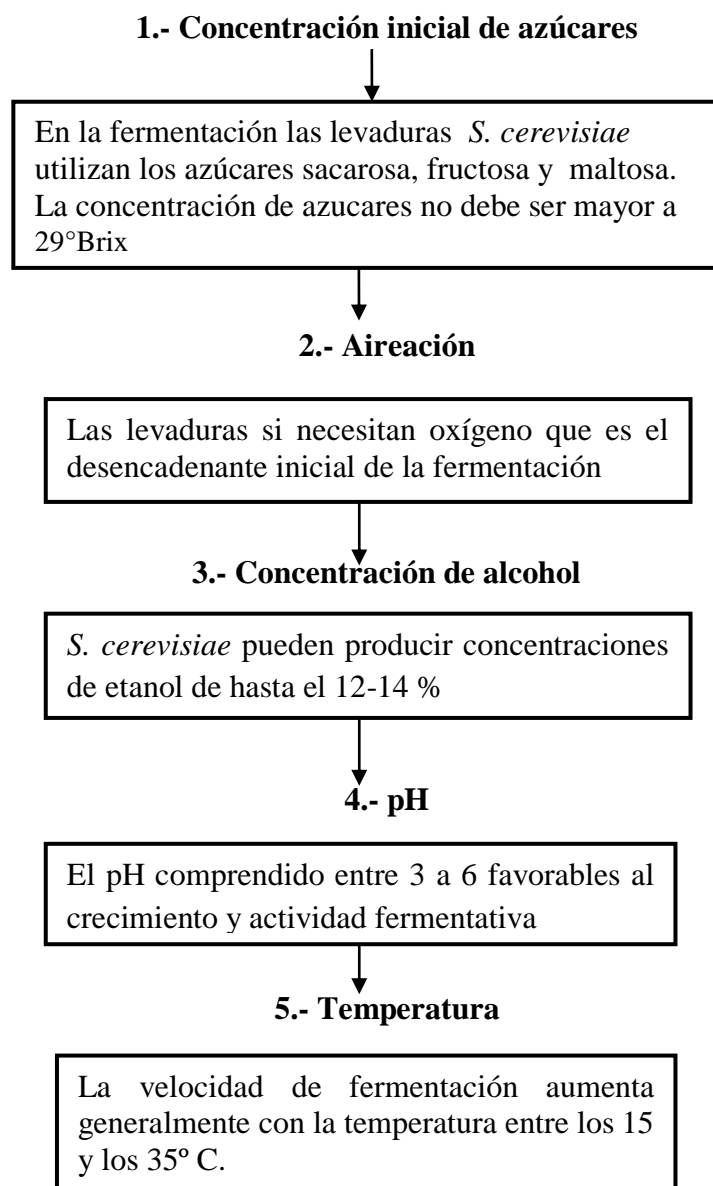 1.- Concentración inicial de azúcares
En la fermentación las levaduras S. cerevisiae
utilizan los azúcares sacarosa, fructosa y maltosa.
La concentración de azucares no debe ser mayor a
29°Brix
2.- Aireación
Las levaduras si necesitan oxígeno que es el
desencadenante inicial de la fermentación
3.- Concentración de alcohol
S. cerevisiae pueden producir concentraciones
de etanol de hasta el 12-14 %
4.- pH
El pH comprendido entre 3 a 6 favorables al
crecimiento y actividad fermentativa
5.- Temperatura
La velocidad de fermentación aumenta
generalmente con la temperatura entre los 15
y los 35º C.